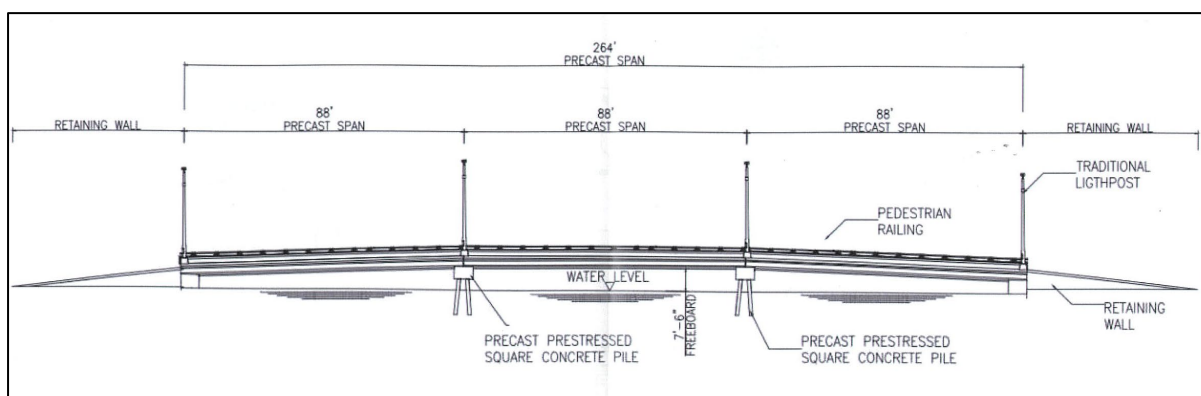 264'
PRECAST SPAN
RETAINING WALL
88'
PRECAST SPAN
88'
PRECAST SPAN
88'
PRECAST SPAN
RETAINING WALL
TRADITIONAL
LIGTHPOST
PEDESTRIAN
RAILING
WATER LEVEL
7'-6"
FREEBOARD
RETAINING
WALL
PRECAST PRESTRESSED
SQUARE CONCRETE PILE
PRECAST PRESTRESSED
SQUARE CONCRETE PILE